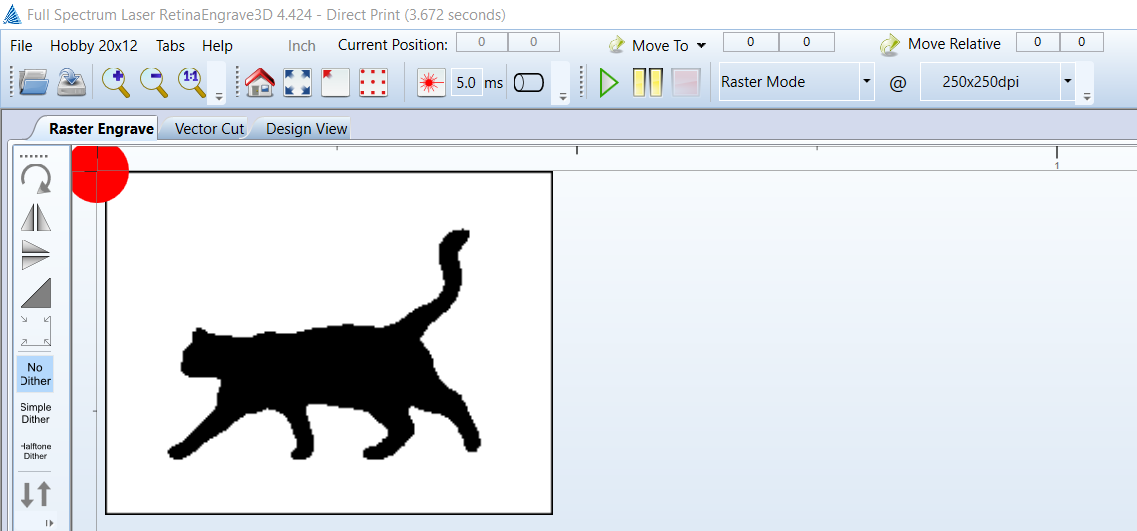 Full Spectrum Laser RetinaEngrave3D 4.424 - Direct Print (3.672 seconds)
File Hobby 20x12 Tabs Help Inch Current Position: 0 0 Move To 0 0 Move Relative 0 0
1:1 5.0 ms Raster Mode @ 250x250dpi
Raster Engrave Vector Cut Design View
1
No
Dither
Simple
Dither
Halftone
Dither